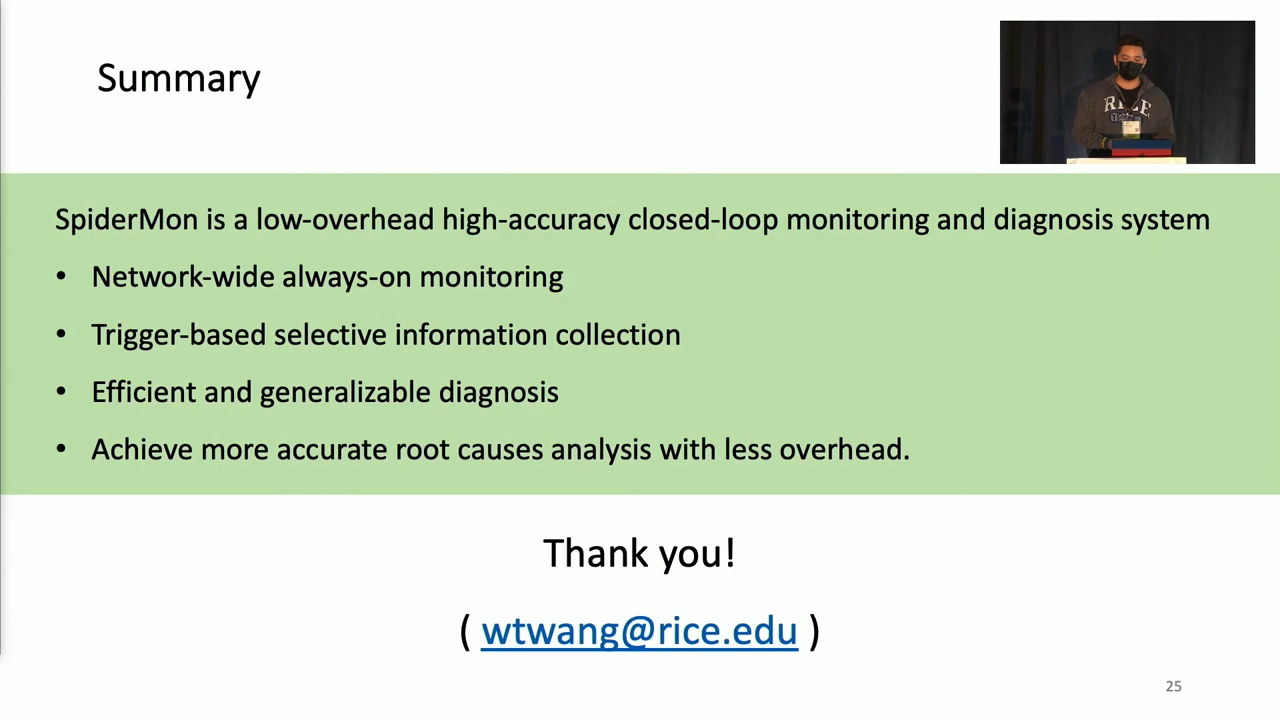 Summary
RICE
SpiderMon is a low-overhead high-accuracy closed-loop monitoring and diagnosis system
• Network-wide always-on monitoring
• Trigger-based selective information collection
• Efficient and generalizable diagnosis
• Achieve more accurate root causes analysis with less overhead.
Thank you!
( wtwang@rice.edu )
25